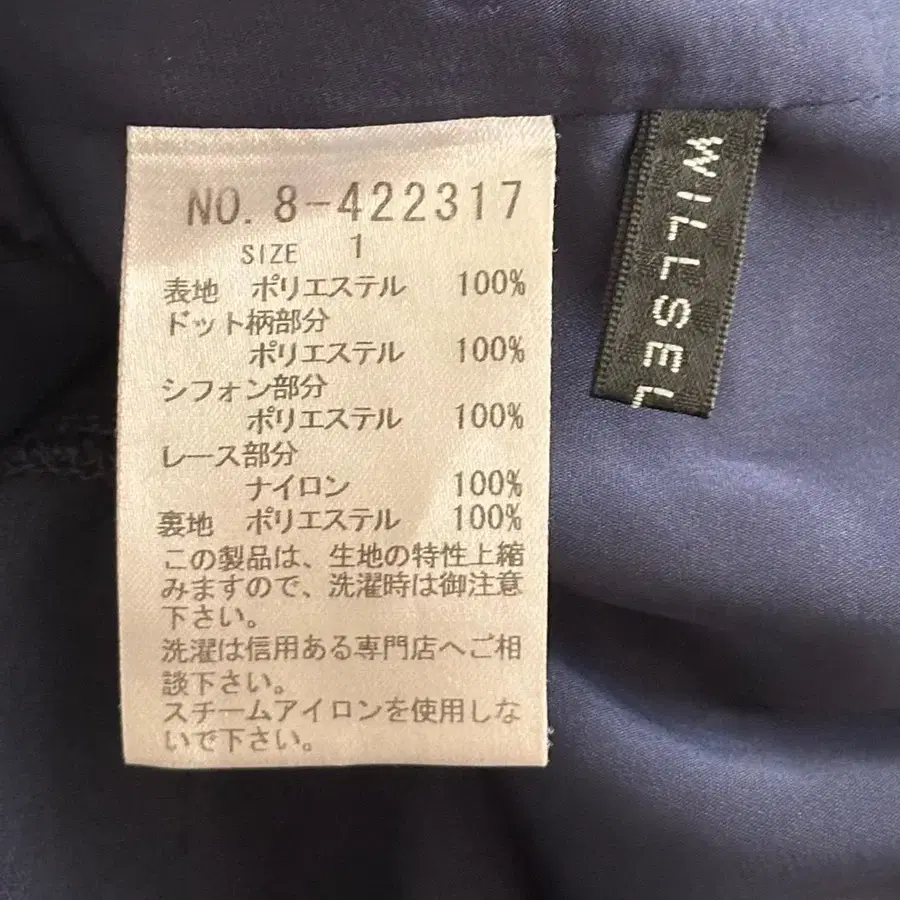 NO. 8-422317
SIZE 1
表地 ポリエステル 100%
ドット柄部分
ポリエステル 100%
シフォン部分
ポリエステル 100%
レース部分
ナイロン 100%
裏地 ポリエステル 100%
この製品は、生地の特性上縮
みますので、洗濯時は御注意
下さい。
洗濯は信用ある専門店へご相
談下さい。
スチームアイロンを使用しな
いで下さい。
WILLSEL